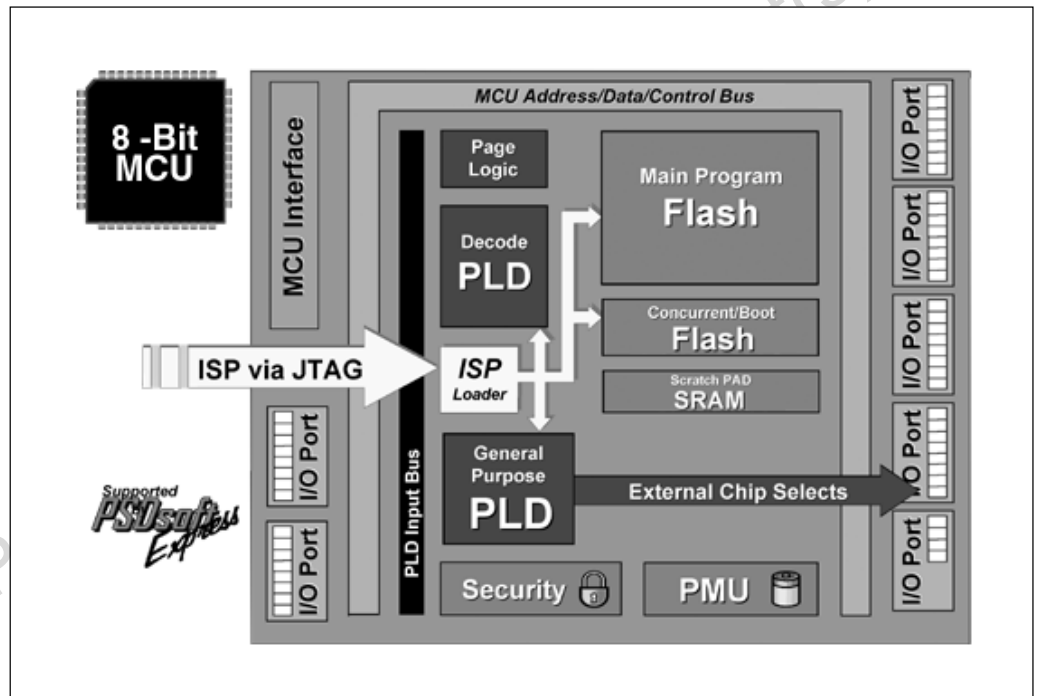 8 -Bit
MCU
MCU Interface
MCU Address/Data/Control Bus
Page
Logic
Decode
PLD
Main Program
Flash
Concurrent/Boot
Flash
Scratch PAD
SRAM
ISP via JTAG
ISP
Loader
General
Purpose
PLD
External Chip Selects
PLD Input Bus
Security
PMU
I/O Port
I/O Port
I/O Port
I/O Port
I/O Port
I/O Port
I/O Port
Supported
PSDsoft
Express